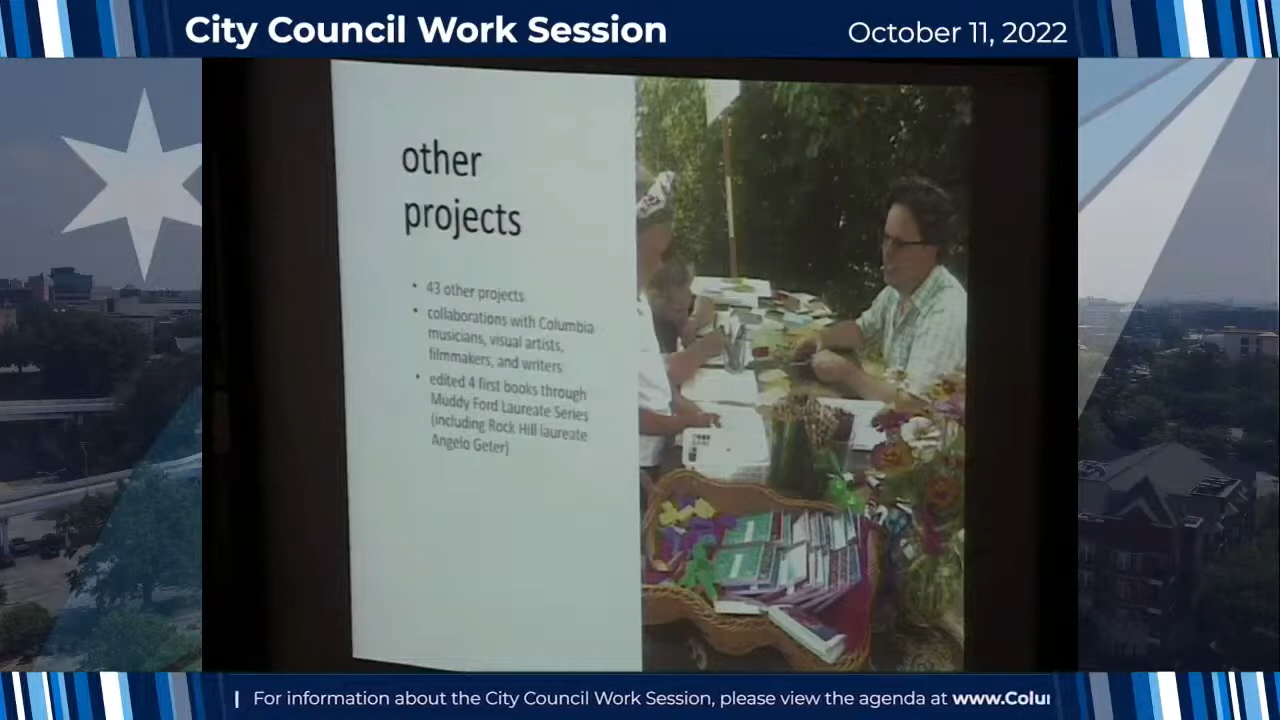 City Council Work Session
October 11, 2022
other
projects
• 43 other projects
• collaborations with Columbia
musicians, visual artists,
filmmakers, and writers
• edited 4 first books through
Muddy Ford Laureate Series
(including Rock Hill laureate
Angelo Geter)
| For information about the City Council Work Session, please view the agenda at www.Colu